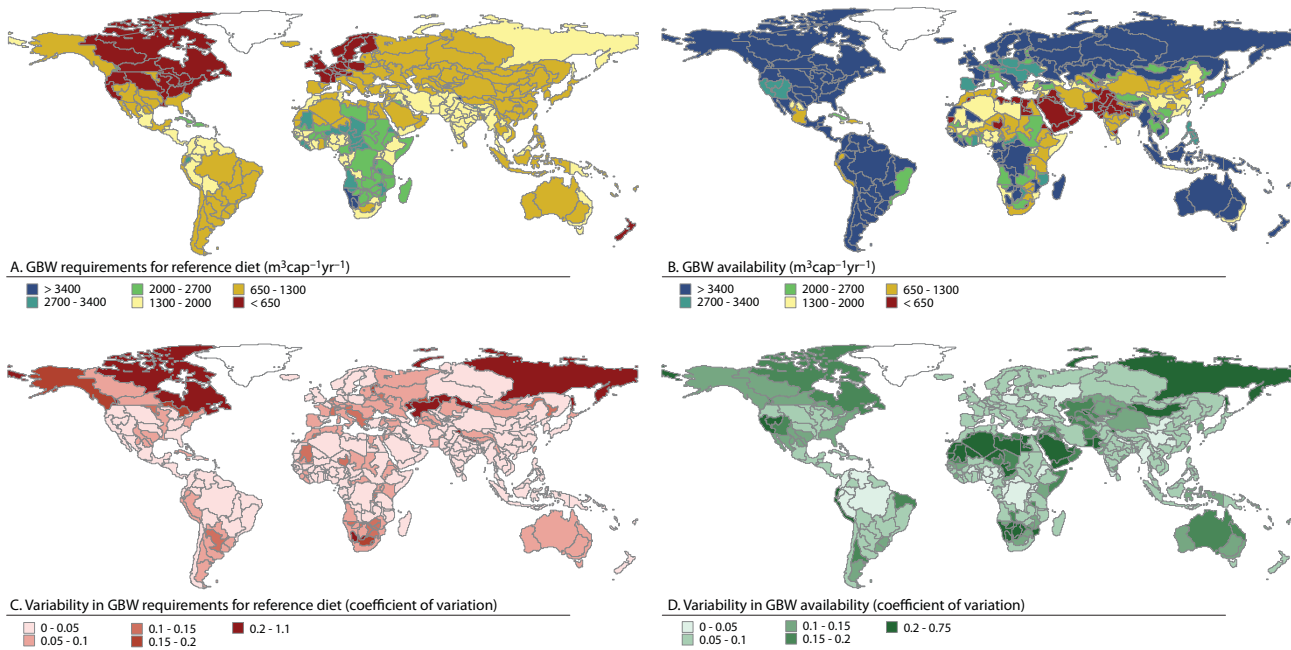 A. GBW requirements for reference diet (m³cap⁻¹yr⁻¹)
> 3400 2000 - 2700 650 - 1300
2700 - 3400 1300 - 2000 < 650
B. GBW availability (m³cap⁻¹yr⁻¹)
> 3400 2000 - 2700 650 - 1300
2700 - 3400 1300 - 2000 < 650
C. Variability in GBW requirements for reference diet (coefficient of variation)
0 - 0.05 0.1 - 0.15 0.2 - 1.1
0.05 - 0.1 0.15 - 0.2
D. Variability in GBW availability (coefficient of variation)
0 - 0.05 0.1 - 0.15 0.2 - 0.75
0.05 - 0.1 0.15 - 0.2